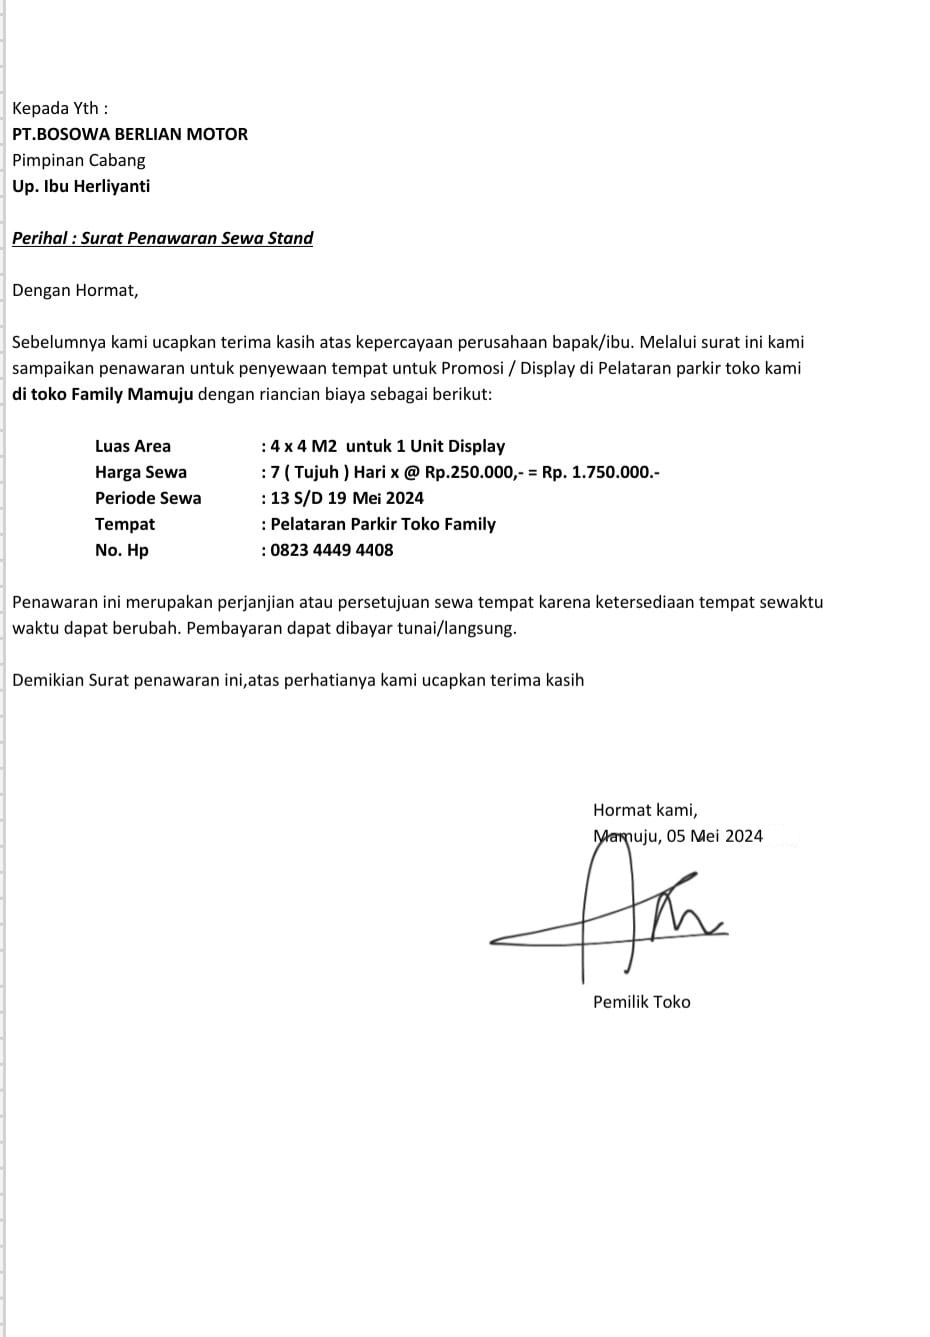 Kepada Yth :
PT.BOSOWA BERLIAN MOTOR
Pimpinan Cabang
Up. Ibu Herliyanti
Perihal : Surat Penawaran Sewa Stand
Dengan Hormat,
Sebelumnya kami ucapkan terima kasih atas kepercayaan perusahaan bapak/ibu. Melalui surat ini kami
sampaikan penawaran untuk penyewaan tempat untuk Promosi / Display di Pelataran parkir toko kami
di toko Family Mamuju dengan riancian biaya sebagai berikut:
Luas Area : 4 x 4 M2 untuk 1 Unit Display
Harga Sewa : 7 ( Tujuh ) Hari x @ Rp.250.000,- = Rp. 1.750.000.-
Periode Sewa : 13 S/D 19 Mei 2024
Tempat : Pelataran Parkir Toko Family
No. Hp : 0823 4449 4408
Penawaran ini merupakan perjanjian atau persetujuan sewa tempat karena ketersediaan tempat sewaktu
waktu dapat berubah. Pembayaran dapat dibayar tunai/langsung.
Demikian Surat penawaran ini,atas perhatianya kami ucapkan terima kasih
Hormat kami,
Mamuju, 05 Mei 2024
Pemilik Toko